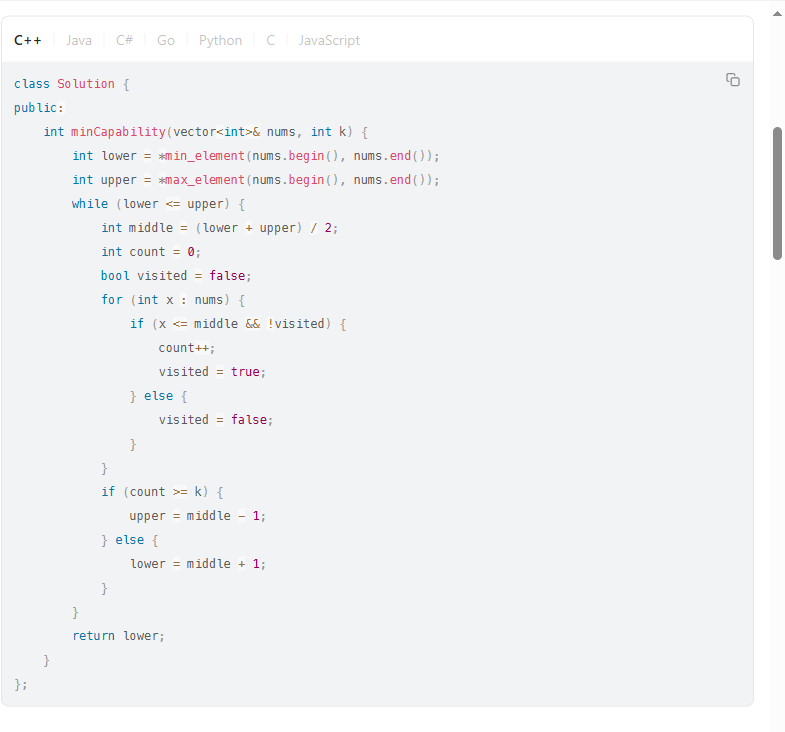 C++ Java C# Go Python C JavaScript
class Solution {
public:
    int minCapability(vector<int>& nums, int k) {
        int lower = *min_element(nums.begin(), nums.end());
        int upper = *max_element(nums.begin(), nums.end());
        while (lower <= upper) {
            int middle = (lower + upper) / 2;
            int count = 0;
            bool visited = false;
            for (int x : nums) {
                if (x <= middle && !visited) {
                    count++;
                    visited = true;
                } else {
                    visited = false;
                }
            }
            if (count >= k) {
                upper = middle - 1;
            } else {
                lower = middle + 1;
            }
        }
        return lower;
    }
};